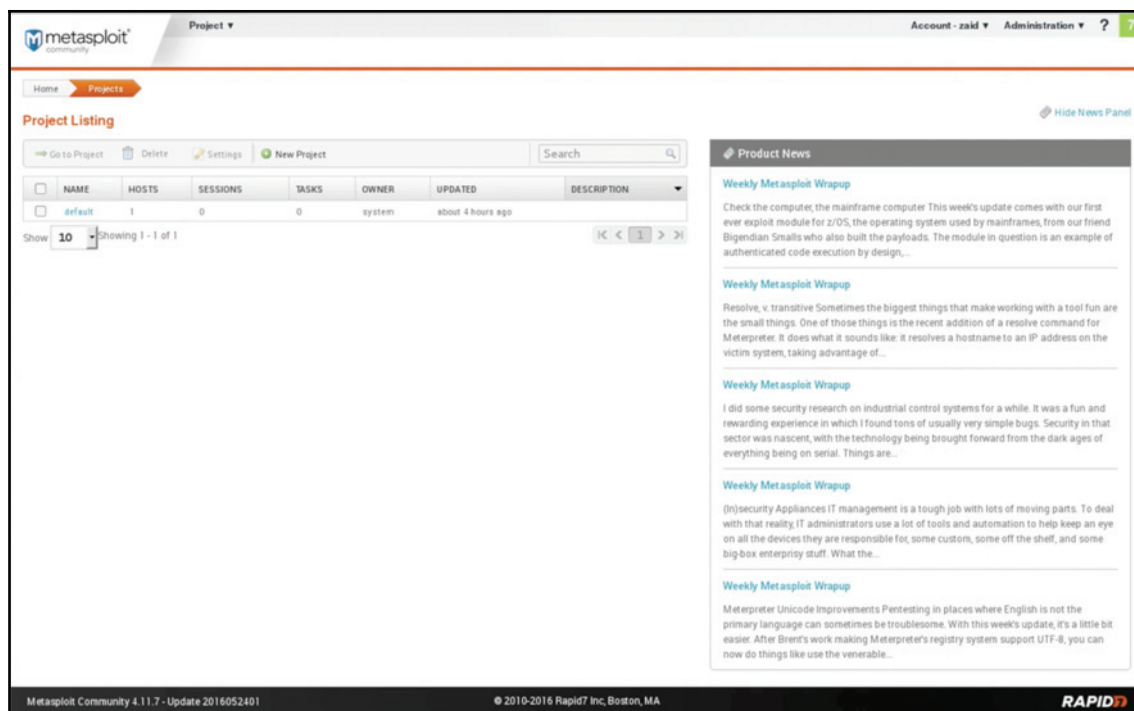 metasploit®
community
Project ▼
Account - zaid ▼ Administration ▼ ? 7
Home Projects
Hide News Panel
Project Listing
Go to Project Delete Settings New Project Search
NAME HOSTS SESSIONS TASKS OWNER UPDATED DESCRIPTION
default 1 0 0 system about 4 hours ago
Show 10 Showing 1 - 1 of 1 1
Product News
Weekly Metasploit Wrapup
Check the computer, the mainframe computer This week's update comes with our first
ever exploit module for z/OS, the operating system used by mainframes, from our friend
Bigendian Smalls who also built the payloads. The module in question is an example of
authenticated code execution by design,...
Weekly Metasploit Wrapup
Resolve, v. transitive Sometimes the biggest things that make working with a tool fun are
the small things. One of those things is the recent addition of a resolve command for
Meterpreter. It does what it sounds like: it resolves a hostname to an IP address on the
victim system, taking advantage of...
Weekly Metasploit Wrapup
I did some security research on industrial control systems for a while. It was a fun and
rewarding experience in which I found tons of usually very simple bugs. Security in that
sector was nascent, with the technology being brought forward from the dark ages of
everything being on serial. Things are...
Weekly Metasploit Wrapup
(In)security Appliances IT management is a tough job with lots of moving parts. To deal
with that reality, IT administrators use a lot of tools and automation to help keep an eye
on all the devices they are responsible for, some custom, some off the shelf, and some
big-box enterprisy stuff. What the...
Weekly Metasploit Wrapup
Meterpreter Unicode Improvements Pentesting in places where English is not the
primary language can sometimes be troublesome. With this week's update, it's a little bit
easier. After Brent's work making Meterpreter's registry system support UTF-8, you can
now do things like use the venerable...
Metasploit Community 4.11.7 - Update 2016052401
© 2010-2016 Rapid7 Inc, Boston, MA
RAPID7